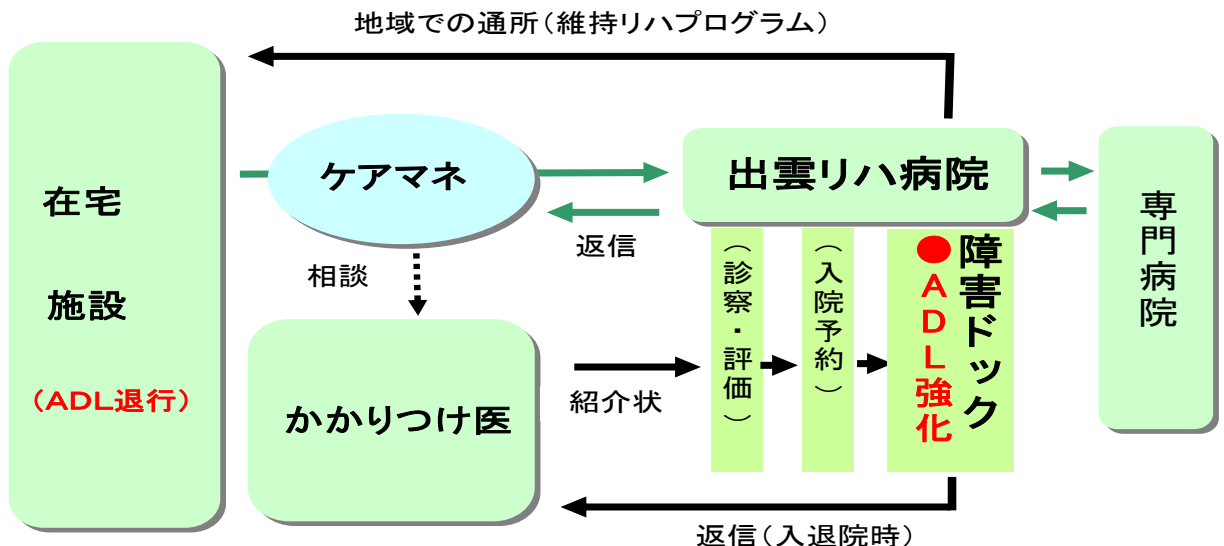 地域での通所（維持リハプログラム）
在宅
施設
（ADL退行）
ケアマネ
相談
かかりつけ医
返信
紹介状
出雲リハ病院
（診察・評価）
（入院予約）
障害ドック
●ADL強化
専門病院
返信（入退院時）